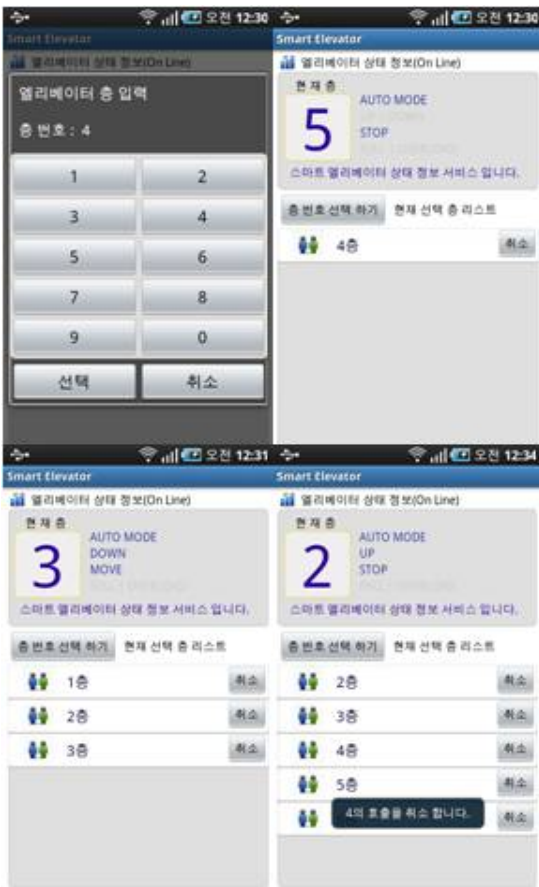 오전 12:30
Smart Elevator
엘리베이터 상태 정보(On Line)
엘리베이터 층 입력
층 번호 : 4
1 2
3 4
5 6
7 8
9 0
선택 취소
오전 12:30
Smart Elevator
엘리베이터 상태 정보(On Line)
현재 층
5
AUTO MODE
STOP
스마트 엘리베이터 상태 정보 서비스 입니다.
층 번호 선택 하기 현재 선택 층 리스트
4층 취소
오전 12:31
Smart Elevator
엘리베이터 상태 정보(On Line)
현재 층
3
AUTO MODE
DOWN
MOVE
스마트 엘리베이터 상태 정보 서비스 입니다.
층 번호 선택 하기 현재 선택 층 리스트
1층 취소
2층 취소
3층 취소
오전 12:34
Smart Elevator
엘리베이터 상태 정보(On Line)
현재 층
2
AUTO MODE
UP
STOP
스마트 엘리베이터 상태 정보 서비스 입니다.
층 번호 선택 하기 현재 선택 층 리스트
2층 취소
3층 취소
4층 취소
5층 취소
4의 호출을 취소 합니다.
취소